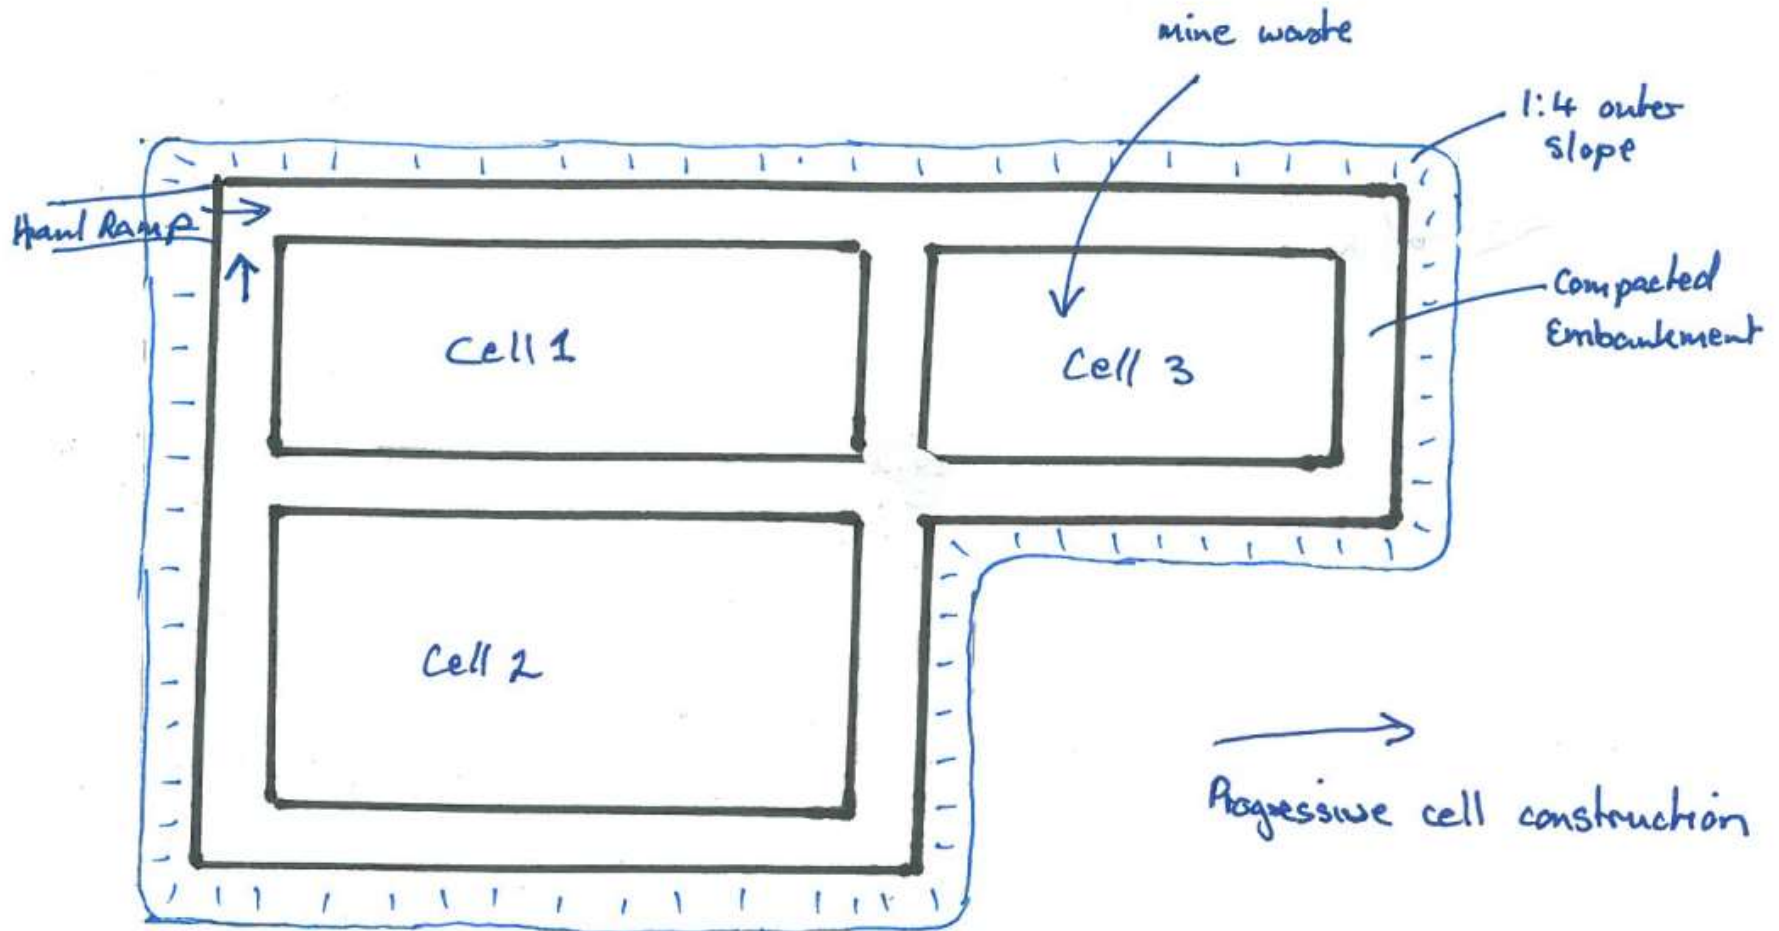 mine waste
1:4 outer
slope
Haul Ramp
Compacted
Embankment
Cell 1
Cell 3
Cell 2
Progressive cell construction